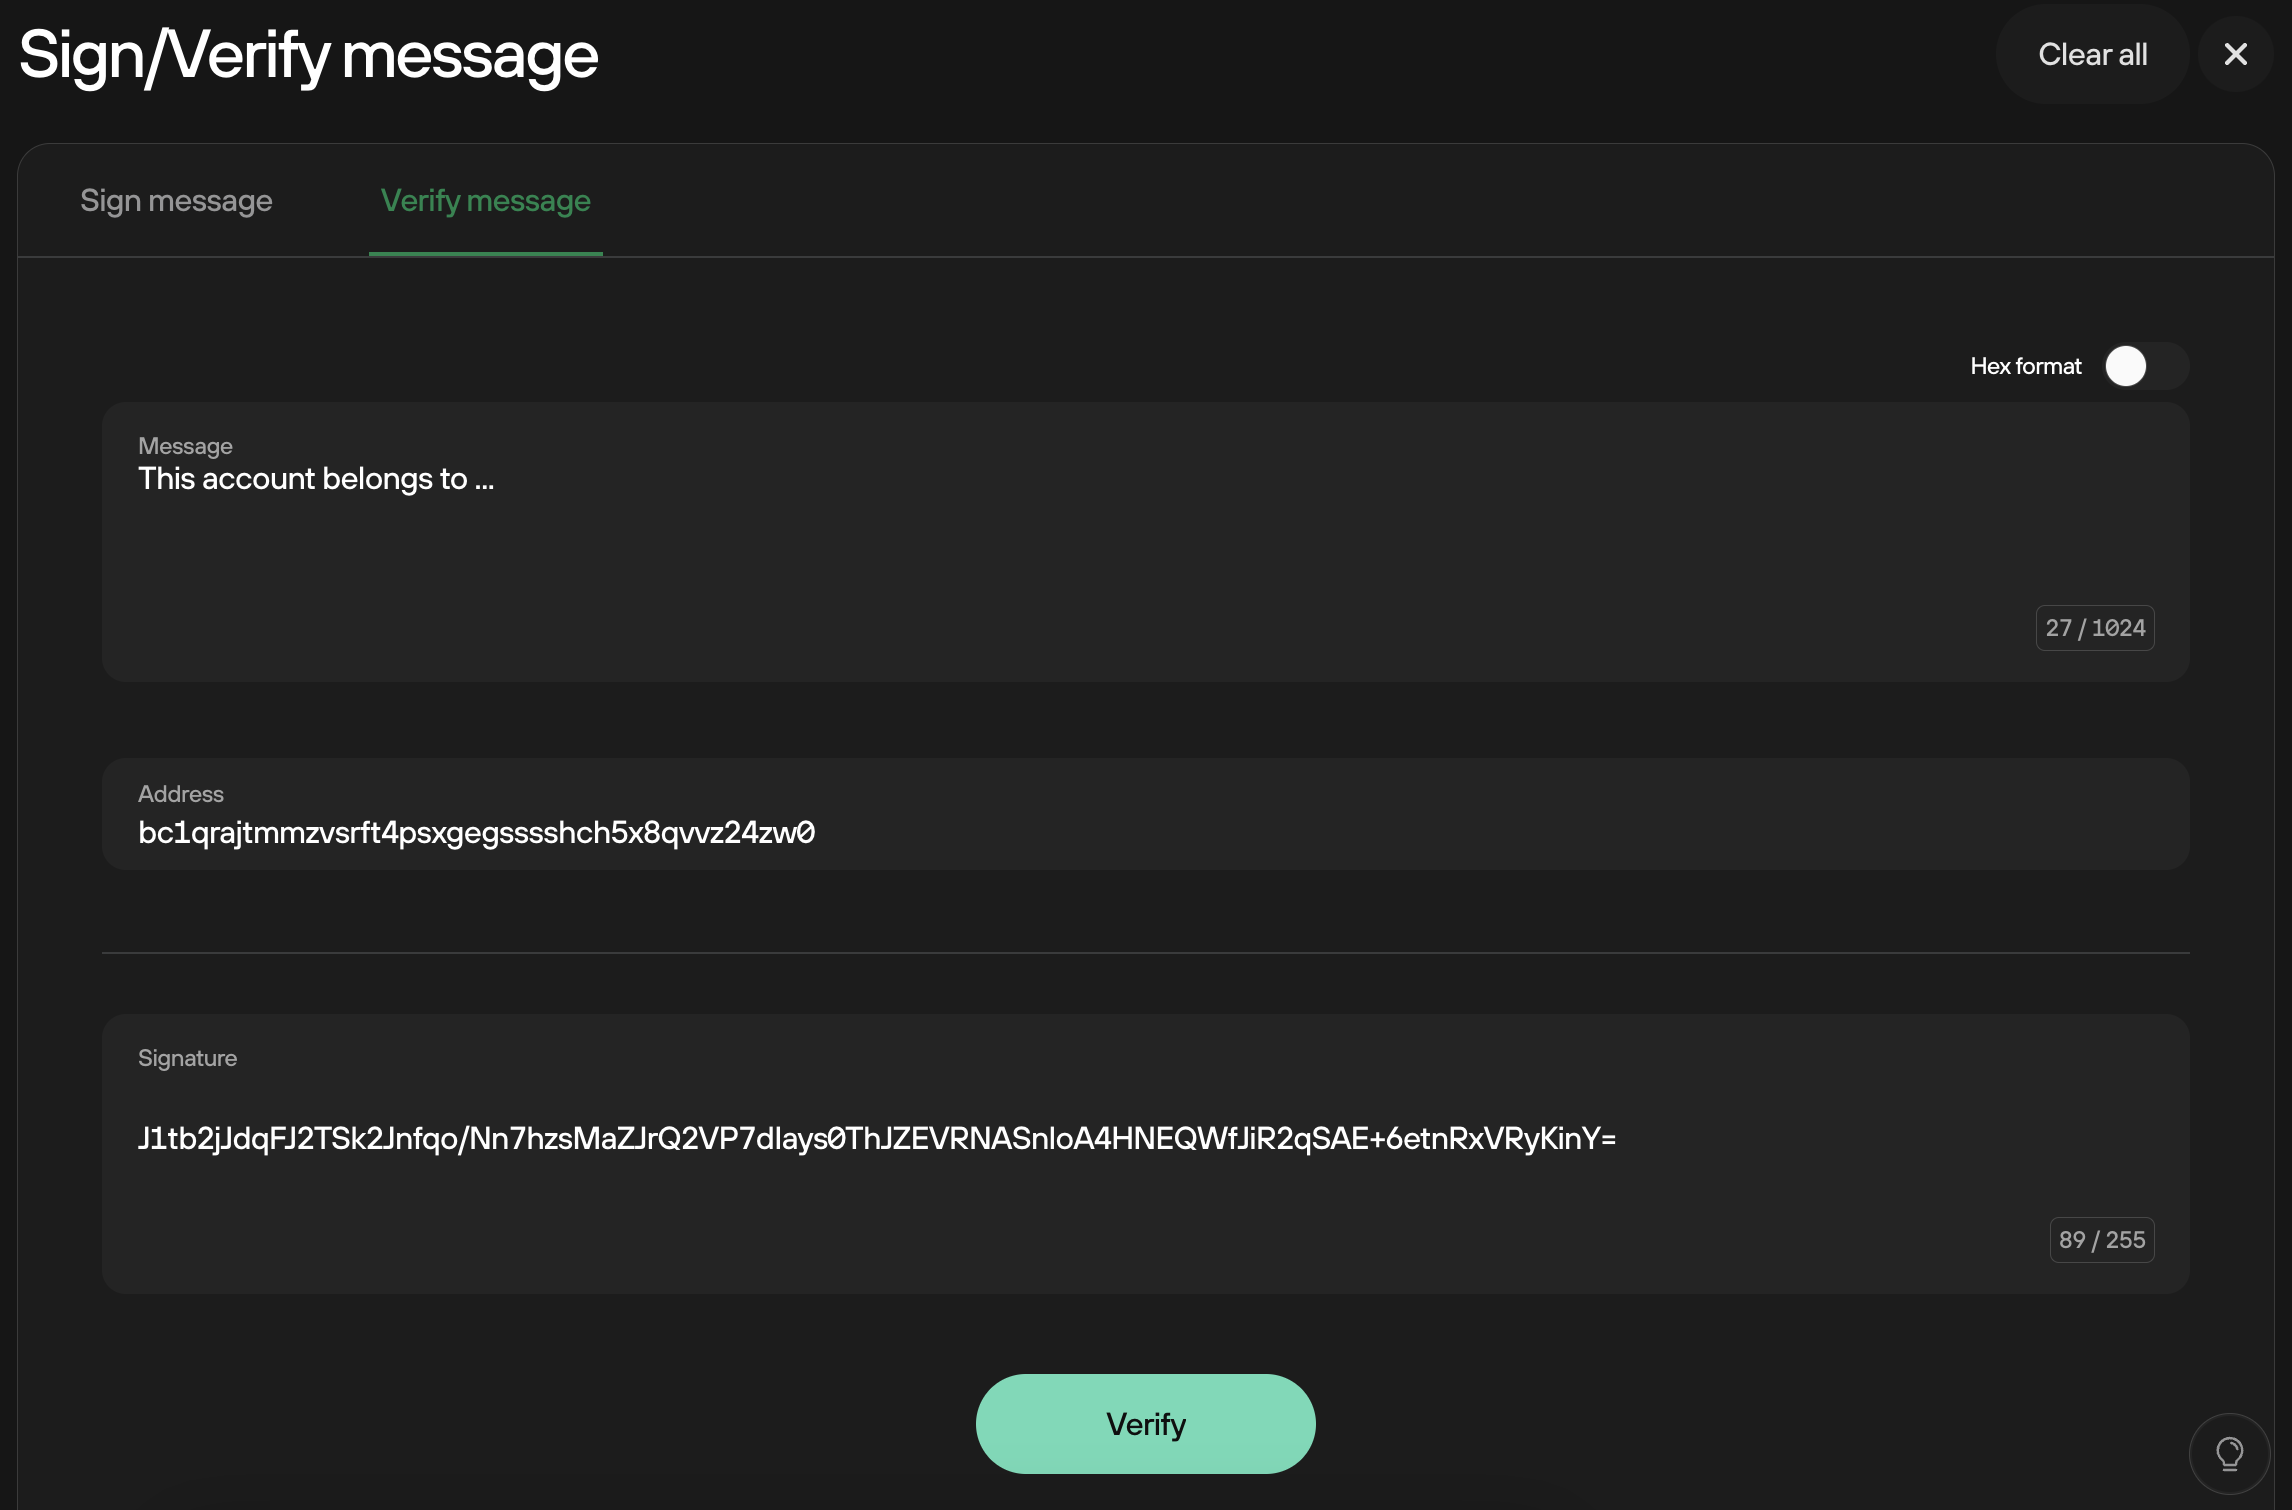 Sign/Verify message
Clear all
Sign message
Verify message
Hex format
Message
This account belongs to ...
27 / 1024
Address
bc1qrajtmmzvsrft4psxgegsssshch5x8qvvz24zw0
Signature
J1tb2jJdqFJ2TSk2Jnfqo/Nn7hzsMaZJrQ2VP7dIays0ThJZEVRNASnIoA4HNEQWfJiR2qSAE+6etnRxVRyKinY=
89 / 255
Verify